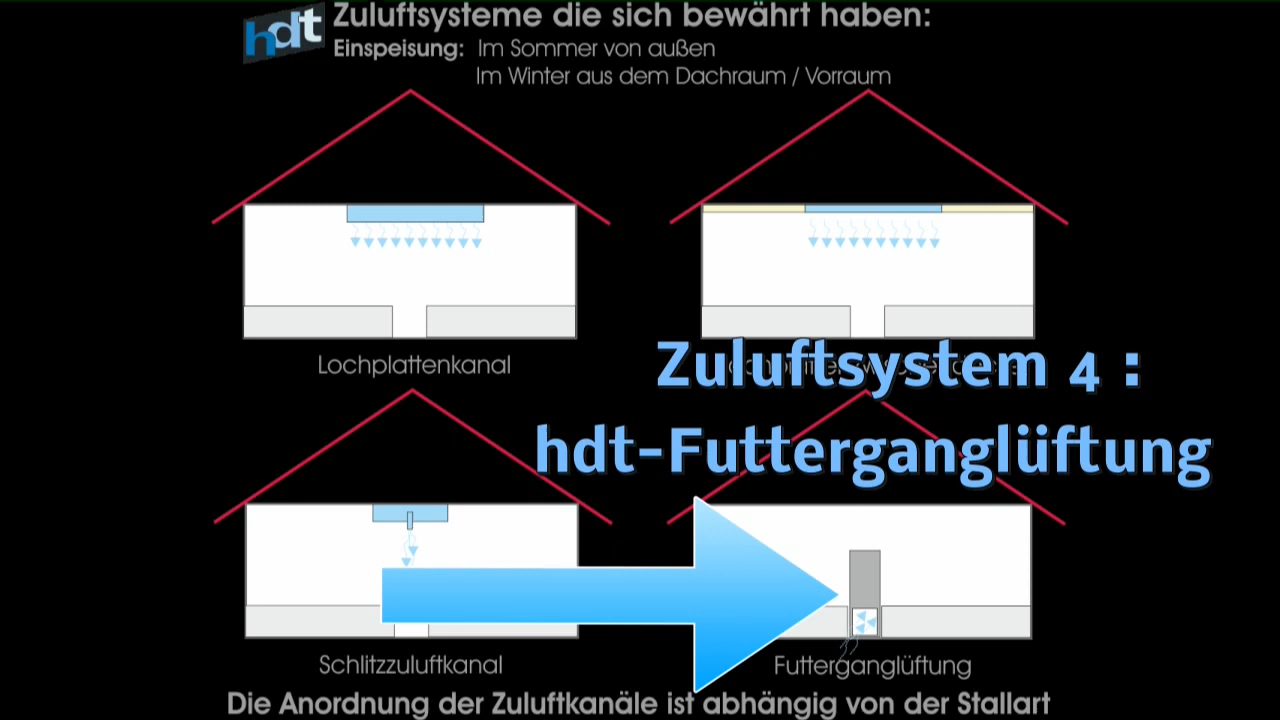 hdt
Zuluftsysteme die sich bewährt haben:
Einspeisung: Im Sommer von außen
Im Winter aus dem Dachraum / Vorraum
Lochplattenkanal
Zuluftsystem 4 :
hdt-Futterganglüftung
Schlitzzuluftkanal
Futterganglüftung
Die Anordnung der Zuluftkanäle ist abhängig von der Stallart